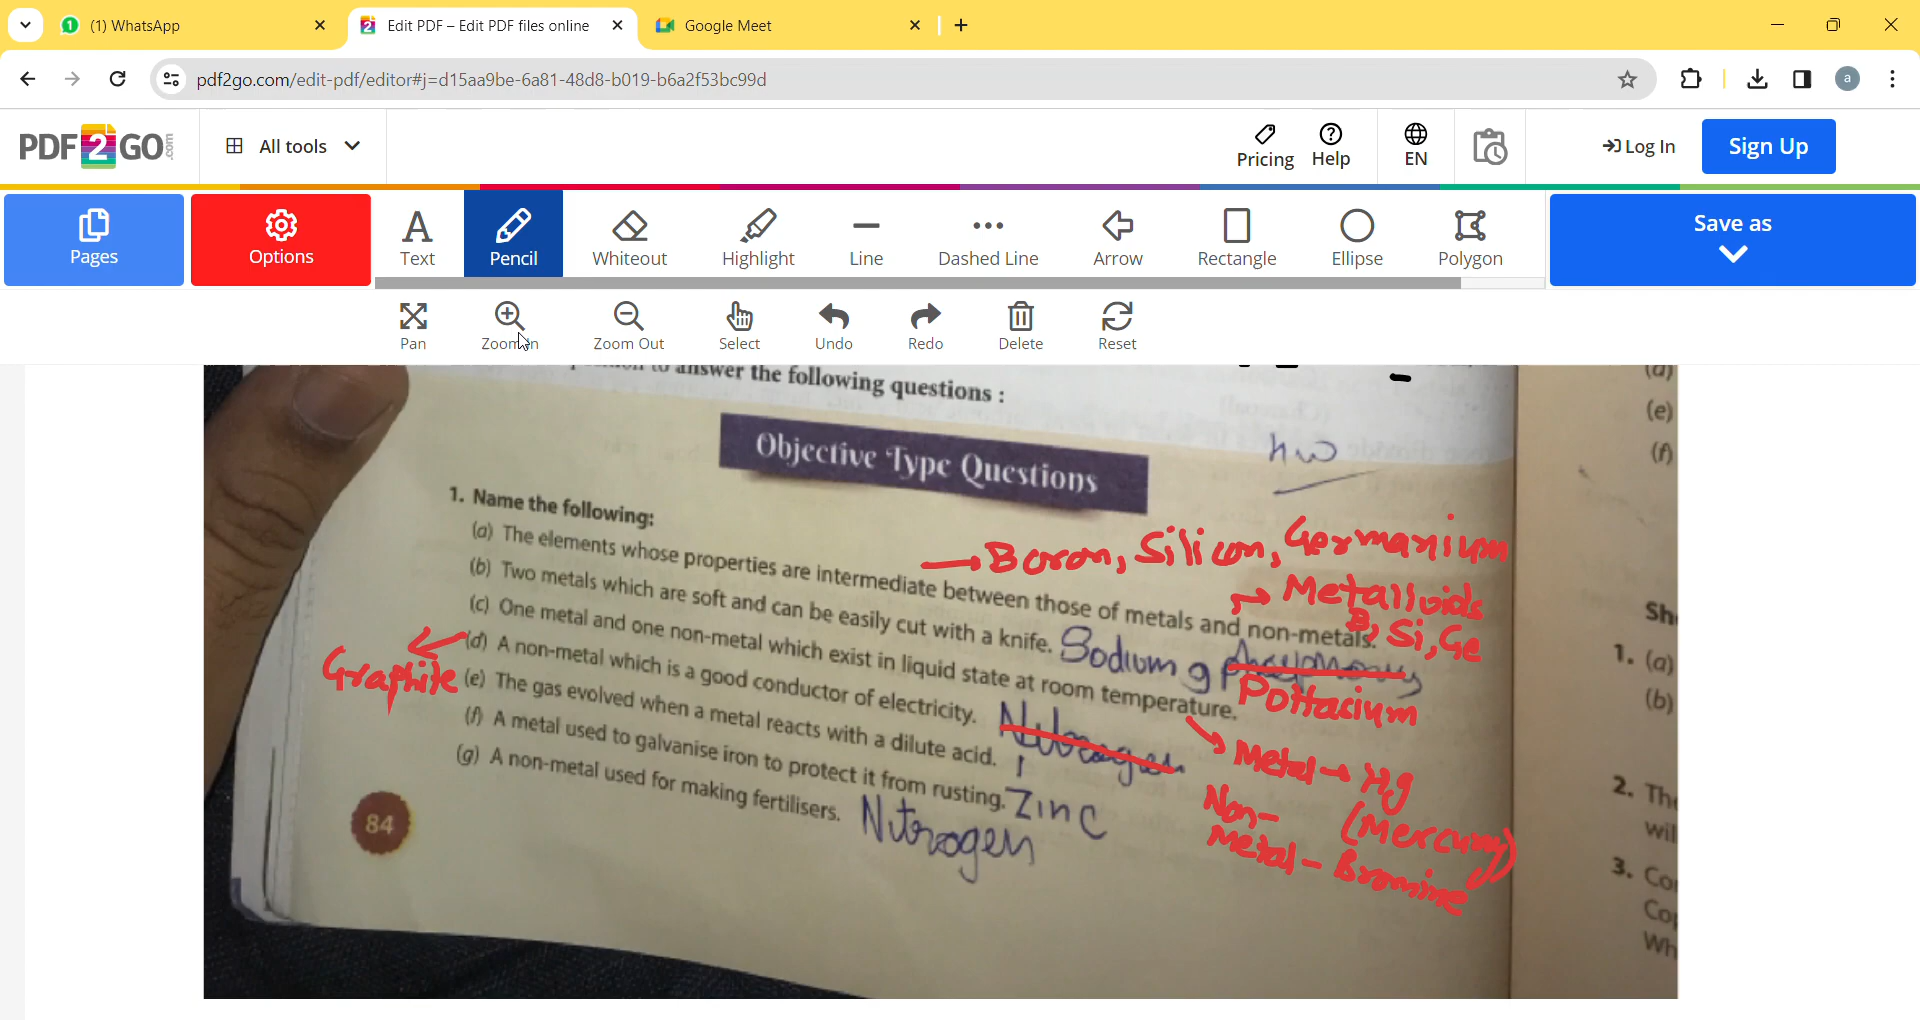 (1) WhatsApp
Edit PDF – Edit PDF files online
Google Meet
pdf2go.com/edit-pdf/editor#j=d15aa9be-6a81-48d8-b019-b6a2f53bc99d
a
PDF2GO.com
All tools
Pricing
Help
EN
Log In
Sign Up
Pages
Options
Text
Pencil
Whiteout
Highlight
Line
Dashed Line
Arrow
Rectangle
Ellipse
Polygon
Save as
Pan
Zoom In
Zoom Out
Select
Undo
Redo
Delete
Reset
to answer the following questions :
Objective Type Questions
hw
1. Name the following:
(a) The elements whose properties are intermediate between those of metals and non-metals.
Boron, Silicon, Germanium
Metalloids
B, Si, Ge
(b) Two metals which are soft and can be easily cut with a knife. Sodium
Pottasium
(c) One metal and one non-metal which exist in liquid state at room temperature.
Metal → Hg
(Mercury)
Non-
Metal - Bromine
(d) A non-metal which is a good conductor of electricity.
Graphite
Nitrogen
(e) The gas evolved when a metal reacts with a dilute acid.
(f) A metal used to galvanise iron to protect it from rusting. Zinc
(g) A non-metal used for making fertilisers. Nitrogen
84
(d)
(e)
(f)
1. (a)
(b)
2.
3.